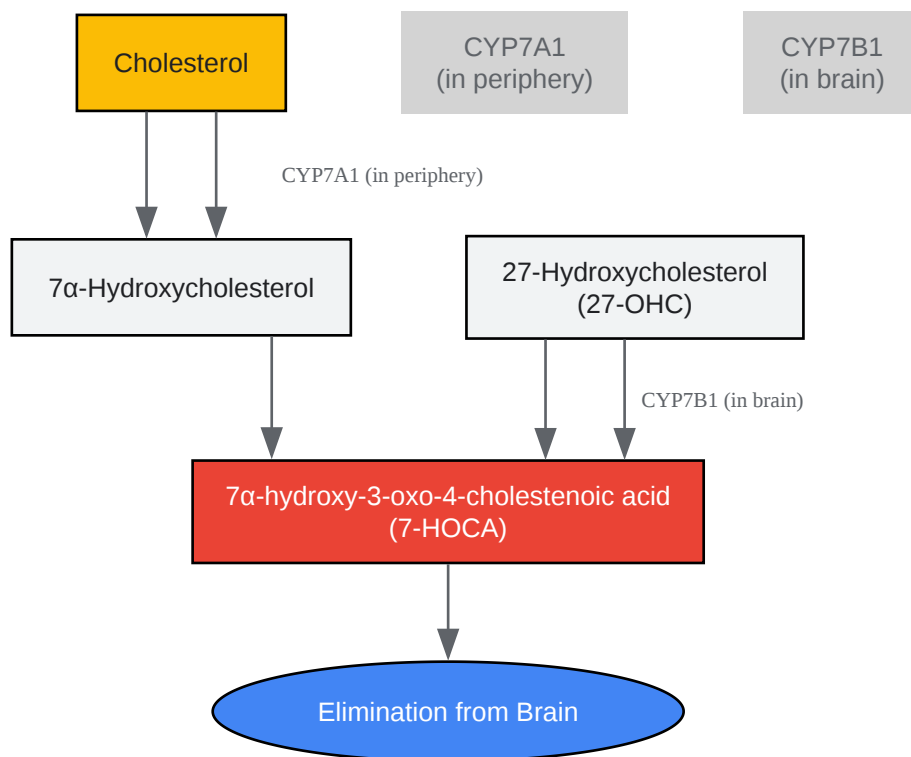 Cholesterol
CYP7A1
(in periphery)
CYP7B1
(in brain)
CYP7A1 (in periphery)
7α-Hydroxycholesterol
27-Hydroxycholesterol
(27-OHC)
CYP7B1 (in brain)
7α-hydroxy-3-oxo-4-cholestenoic acid
(7-HOCA)
Elimination from Brain